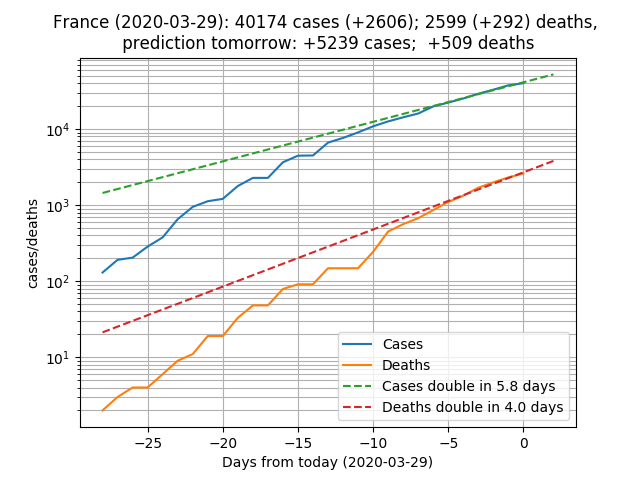 France (2020-03-29): 40174 cases (+2606); 2599 (+292) deaths,
prediction tomorrow: +5239 cases;  +509 deaths
cases/deaths
10^4
10^3
10^2
10^1
Cases
Deaths
Cases double in 5.8 days
Deaths double in 4.0 days
−25 −20 −15 −10 −5 0
Days from today (2020-03-29)